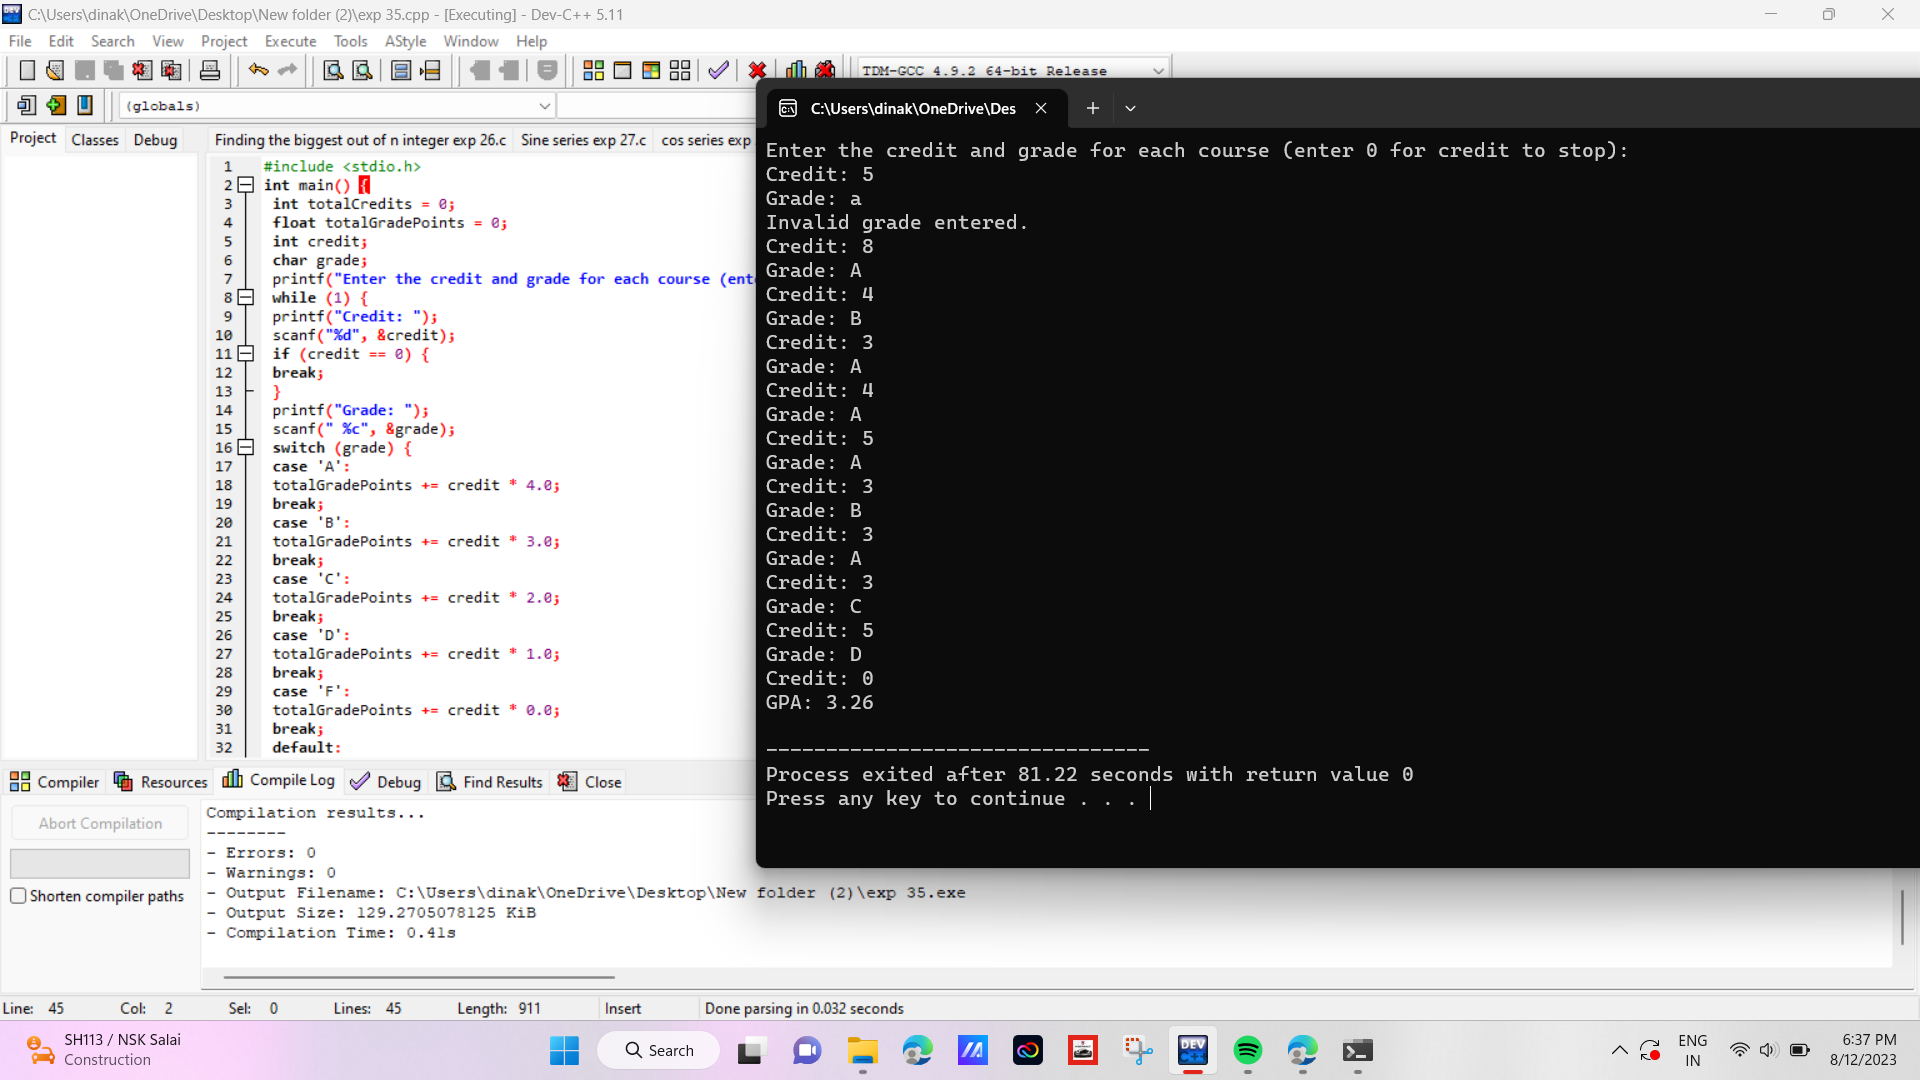 C:\Users\dinak\OneDrive\Desktop\New folder (2)\exp 35.cpp - [Executing] - Dev-C++ 5.11
File Edit Search View Project Execute Tools AStyle Window Help
TDM-GCC 4.9.2 64-bit Release
(globals)
Project Classes Debug
Finding the biggest out of n integer exp 26.c Sine series exp 27.c cos series exp
1 #include <stdio.h>
2 int main() {
3 int totalCredits = 0;
4 float totalGradePoints = 0;
5 int credit;
6 char grade;
7 printf("Enter the credit and grade for each course (ent
8 while (1) {
9 printf("Credit: ");
10 scanf("%d", &credit);
11 if (credit == 0) {
12 break;
13 }
14 printf("Grade: ");
15 scanf(" %c", &grade);
16 switch (grade) {
17 case 'A':
18 totalGradePoints += credit * 4.0;
19 break;
20 case 'B':
21 totalGradePoints += credit * 3.0;
22 break;
23 case 'C':
24 totalGradePoints += credit * 2.0;
25 break;
26 case 'D':
27 totalGradePoints += credit * 1.0;
28 break;
29 case 'F':
30 totalGradePoints += credit * 0.0;
31 break;
32 default:
C:\Users\dinak\OneDrive\Des
Enter the credit and grade for each course (enter 0 for credit to stop):
Credit: 5
Grade: a
Invalid grade entered.
Credit: 8
Grade: A
Credit: 4
Grade: B
Credit: 3
Grade: A
Credit: 4
Grade: A
Credit: 5
Grade: A
Credit: 3
Grade: B
Credit: 3
Grade: A
Credit: 3
Grade: C
Credit: 5
Grade: D
Credit: 0
GPA: 3.26
--------------------------------
Process exited after 81.22 seconds with return value 0
Press any key to continue . . .
Compiler Resources Compile Log Debug Find Results Close
Abort Compilation
Shorten compiler paths
Compilation results...
--------
- Errors: 0
- Warnings: 0
- Output Filename: C:\Users\dinak\OneDrive\Desktop\New folder (2)\exp 35.exe
- Output Size: 129.2705078125 KiB
- Compilation Time: 0.41s
Line: 45 Col: 2 Sel: 0 Lines: 45 Length: 911 Insert Done parsing in 0.032 seconds
SH113 / NSK Salai
Construction
Search
DEV
C++
ENG
IN
6:37 PM
8/12/2023